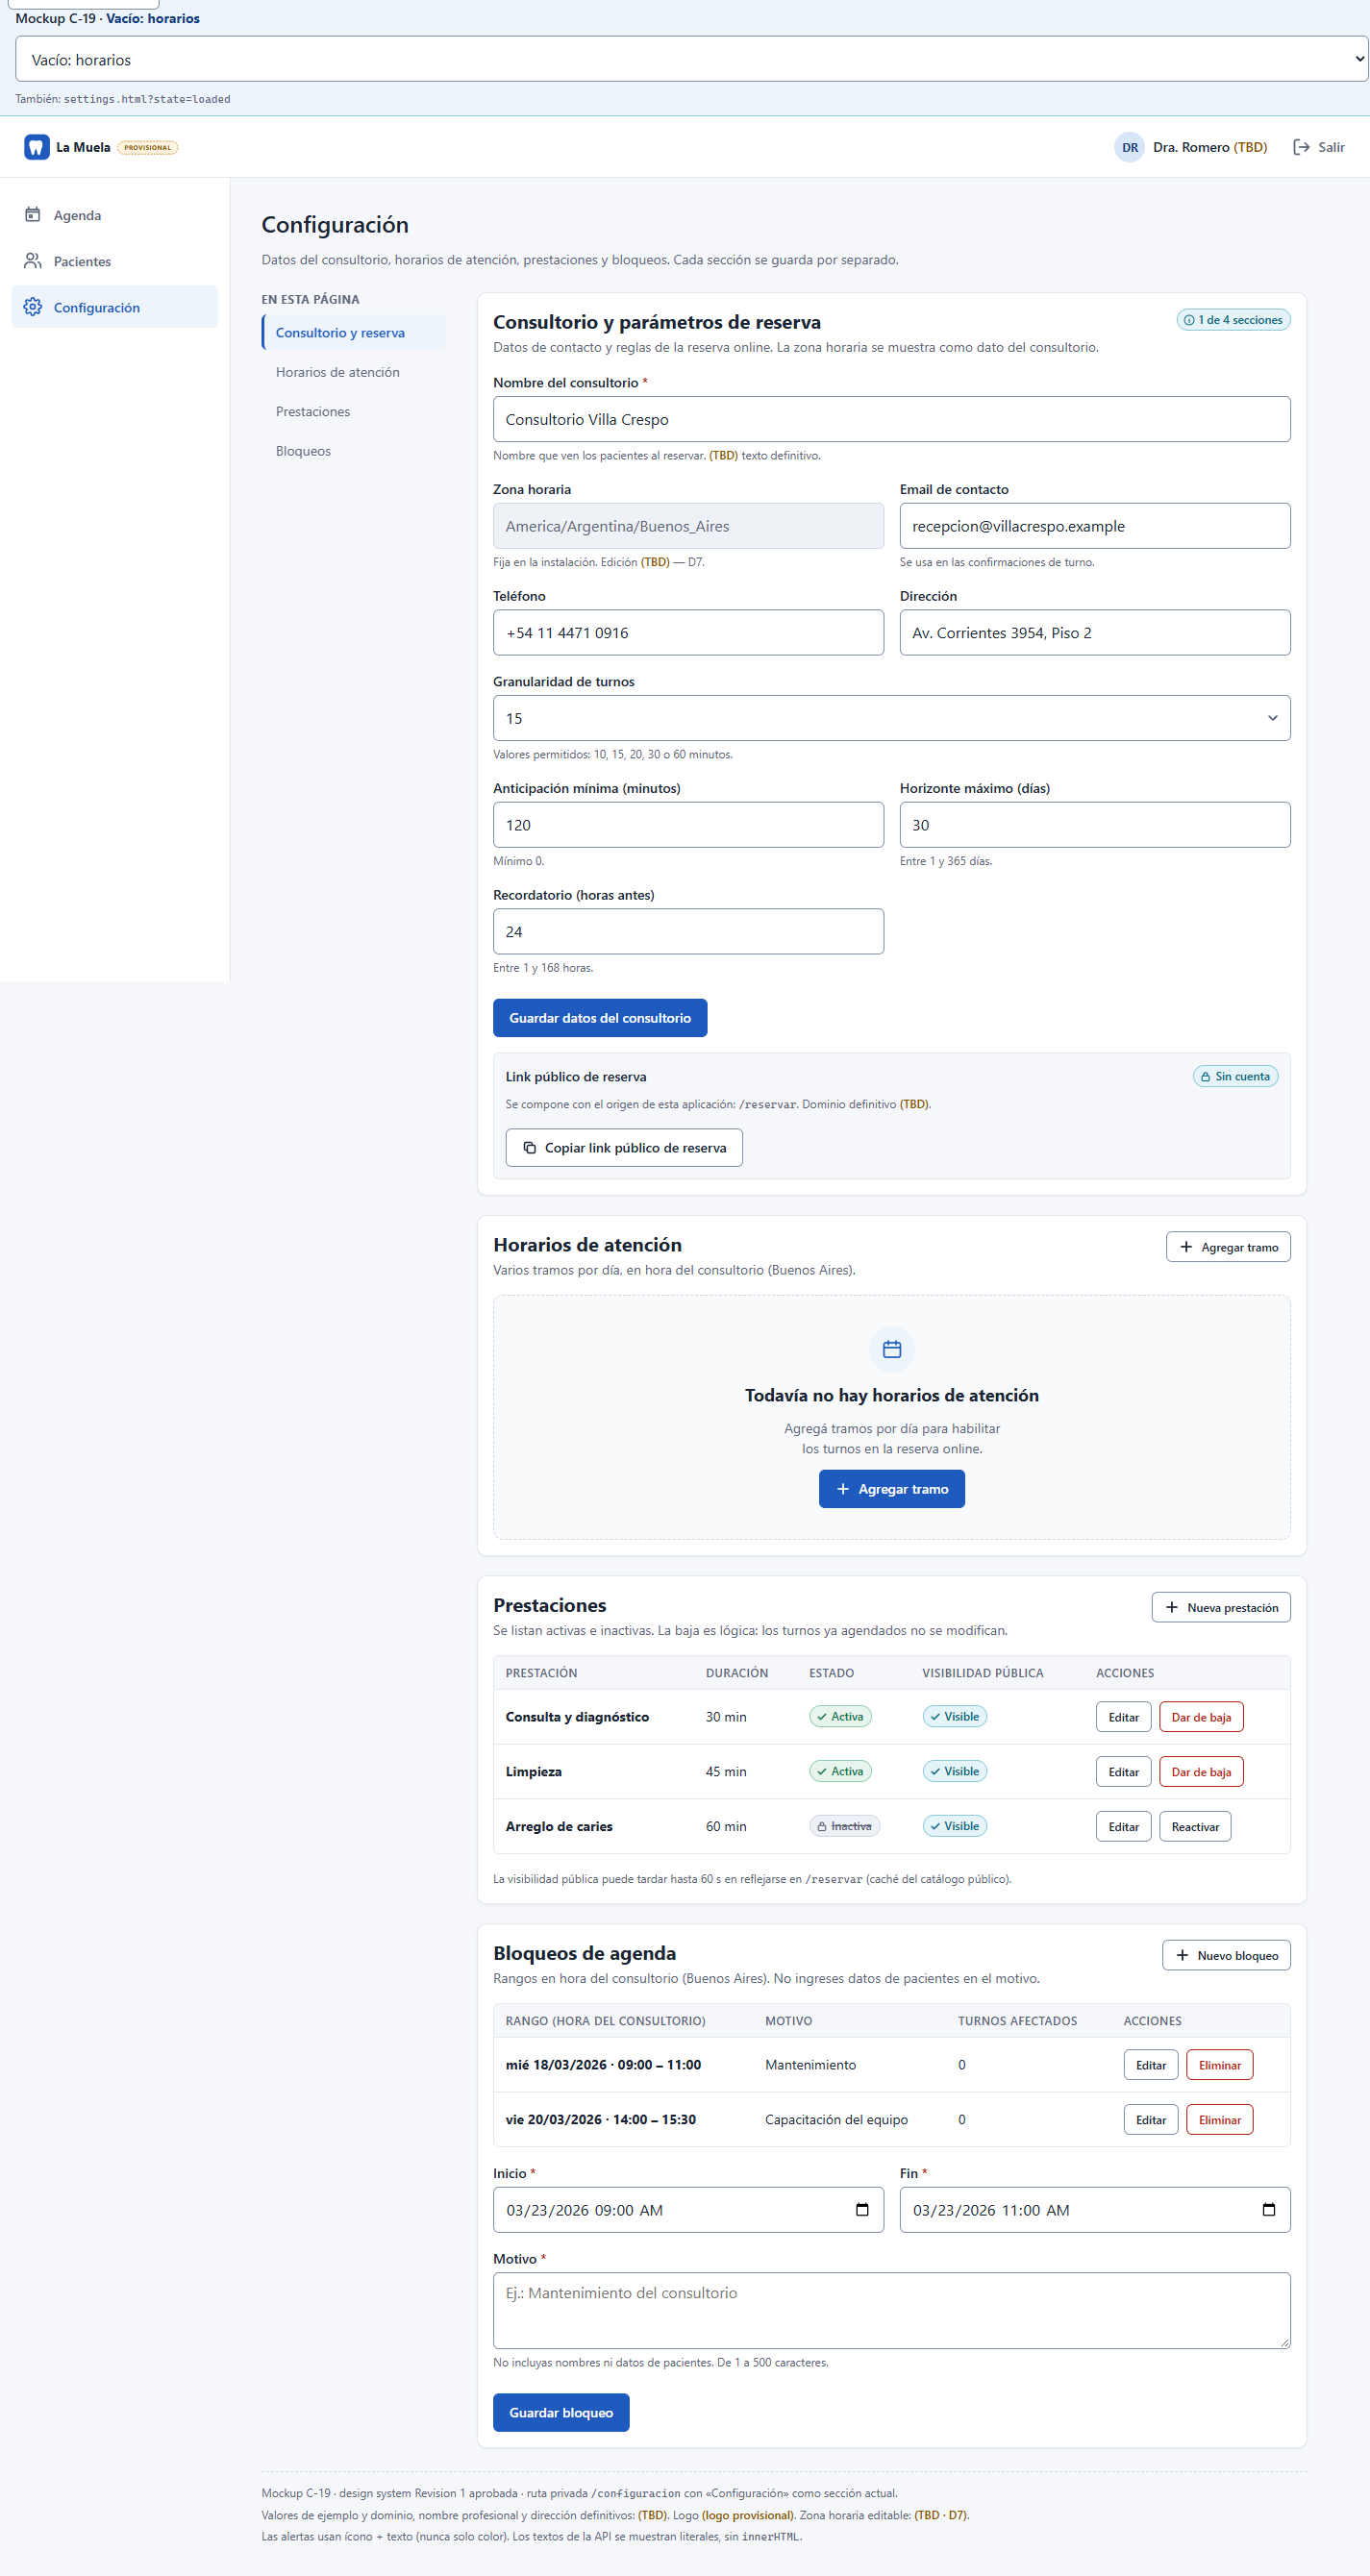 Mockup C-19 · Vacío: horarios
Vacío: horarios
También: settings.html?state=loaded
La Muela PROVISIONAL
DR Dra. Romero (TBD) Salir
Agenda
Pacientes
Configuración
Configuración
Datos del consultorio, horarios de atención, prestaciones y bloqueos. Cada sección se guarda por separado.
EN ESTA PÁGINA
Consultorio y reserva
Horarios de atención
Prestaciones
Bloqueos
Consultorio y parámetros de reserva
1 de 4 secciones
Datos de contacto y reglas de la reserva online. La zona horaria se muestra como dato del consultorio.
Nombre del consultorio *
Consultorio Villa Crespo
Nombre que ven los pacientes al reservar. (TBD) texto definitivo.
Zona horaria
America/Argentina/Buenos_Aires
Fija en la instalación. Edición (TBD) — D7.
Email de contacto
recepcion@villacrespo.example
Se usa en las confirmaciones de turno.
Teléfono
+54 11 4471 0916
Dirección
Av. Corrientes 3954, Piso 2
Granularidad de turnos
15
Valores permitidos: 10, 15, 20, 30 o 60 minutos.
Anticipación mínima (minutos)
120
Mínimo 0.
Horizonte máximo (días)
30
Entre 1 y 365 días.
Recordatorio (horas antes)
24
Entre 1 y 168 horas.
Guardar datos del consultorio
Link público de reserva
Sin cuenta
Se compone con el origen de esta aplicación: /reservar. Dominio definitivo (TBD).
Copiar link público de reserva
Horarios de atención
Agregar tramo
Varios tramos por día, en hora del consultorio (Buenos Aires).
Todavía no hay horarios de atención
Agregá tramos por día para habilitar
los turnos en la reserva online.
Agregar tramo
Prestaciones
Nueva prestación
Se listan activas e inactivas. La baja es lógica: los turnos ya agendados no se modifican.
PRESTACIÓN DURACIÓN ESTADO VISIBILIDAD PÚBLICA ACCIONES
Consulta y diagnóstico 30 min Activa Visible Editar Dar de baja
Limpieza 45 min Activa Visible Editar Dar de baja
Arreglo de caries 60 min Inactiva Visible Editar Reactivar
La visibilidad pública puede tardar hasta 60 s en reflejarse en /reservar (caché del catálogo público).
Bloqueos de agenda
Nuevo bloqueo
Rangos en hora del consultorio (Buenos Aires). No ingreses datos de pacientes en el motivo.
RANGO (HORA DEL CONSULTORIO) MOTIVO TURNOS AFECTADOS ACCIONES
mié 18/03/2026 · 09:00 – 11:00 Mantenimiento 0 Editar Eliminar
vie 20/03/2026 · 14:00 – 15:30 Capacitación del equipo 0 Editar Eliminar
Inicio *
03/23/2026 09:00 AM
Fin *
03/23/2026 11:00 AM
Motivo *
Ej.: Mantenimiento del consultorio
No incluyas nombres ni datos de pacientes. De 1 a 500 caracteres.
Guardar bloqueo
Mockup C-19 · design system Revision 1 aprobada · ruta privada /configuracion con «Configuración» como sección actual.
Valores de ejemplo y dominio, nombre profesional y dirección definitivos: (TBD). Logo (logo provisional). Zona horaria editable: (TBD · D7).
Las alertas usan ícono + texto (nunca solo color). Los textos de la API se muestran literales, sin innerHTML.